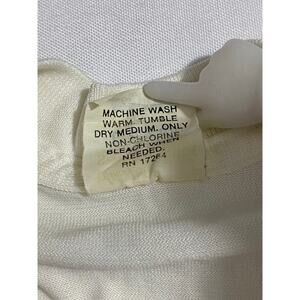 MACHINE WASH
WARM. TUMBLE
DRY MEDIUM. ONLY
NON-CHLORINE
BLEACH WHEN
NEEDED.
RN 17264